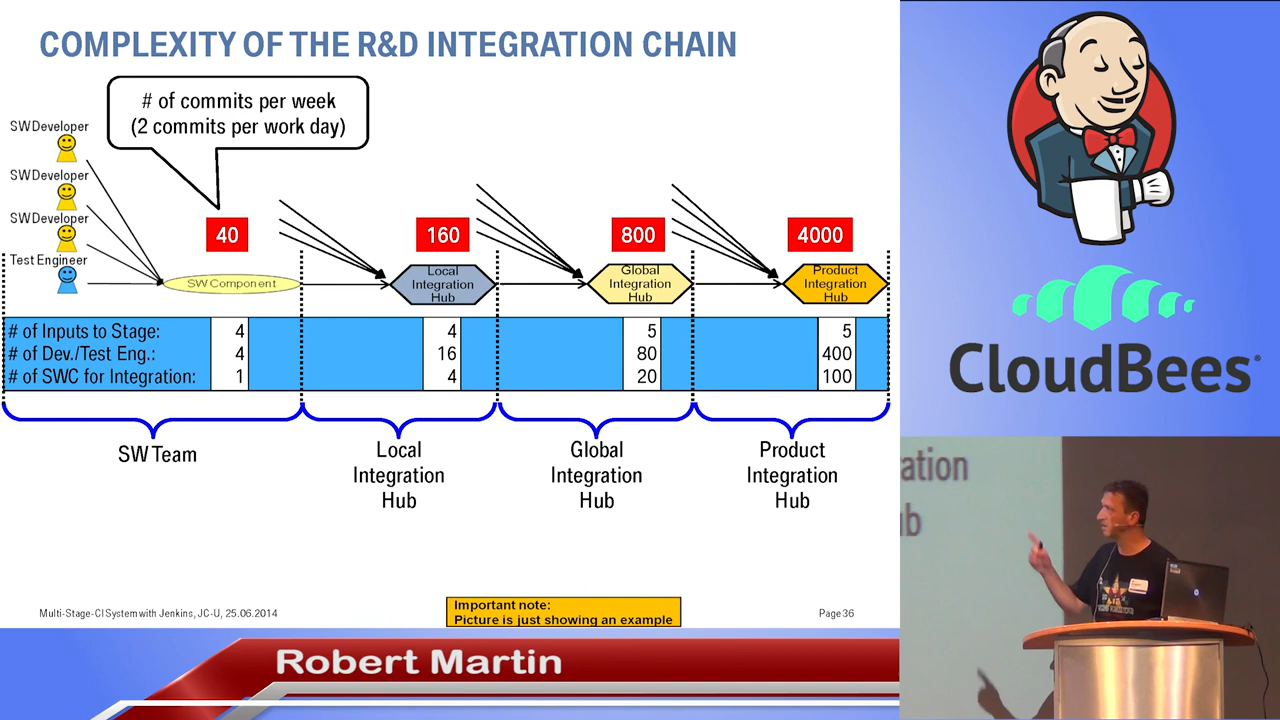 COMPLEXITY OF THE R&D INTEGRATION CHAIN
# of commits per week
(2 commits per work day)
SW Developer
SW Developer
SW Developer
Test Engineer
40
160
800
4000
SW Component
Local
Integration
Hub
Global
Integration
Hub
Product
Integration
Hub
# of Inputs to Stage: 4 4 5 5
# of Dev./Test Eng.: 4 16 80 400
# of SWC for Integration: 1 4 20 100
SW Team
Local
Integration
Hub
Global
Integration
Hub
Product
Integration
Hub
Multi-Stage-CI System with Jenkins, JC-U, 25.06.2014
Important note:
Picture is just showing an example
Page 36
Robert Martin
CloudBees
ation
ub